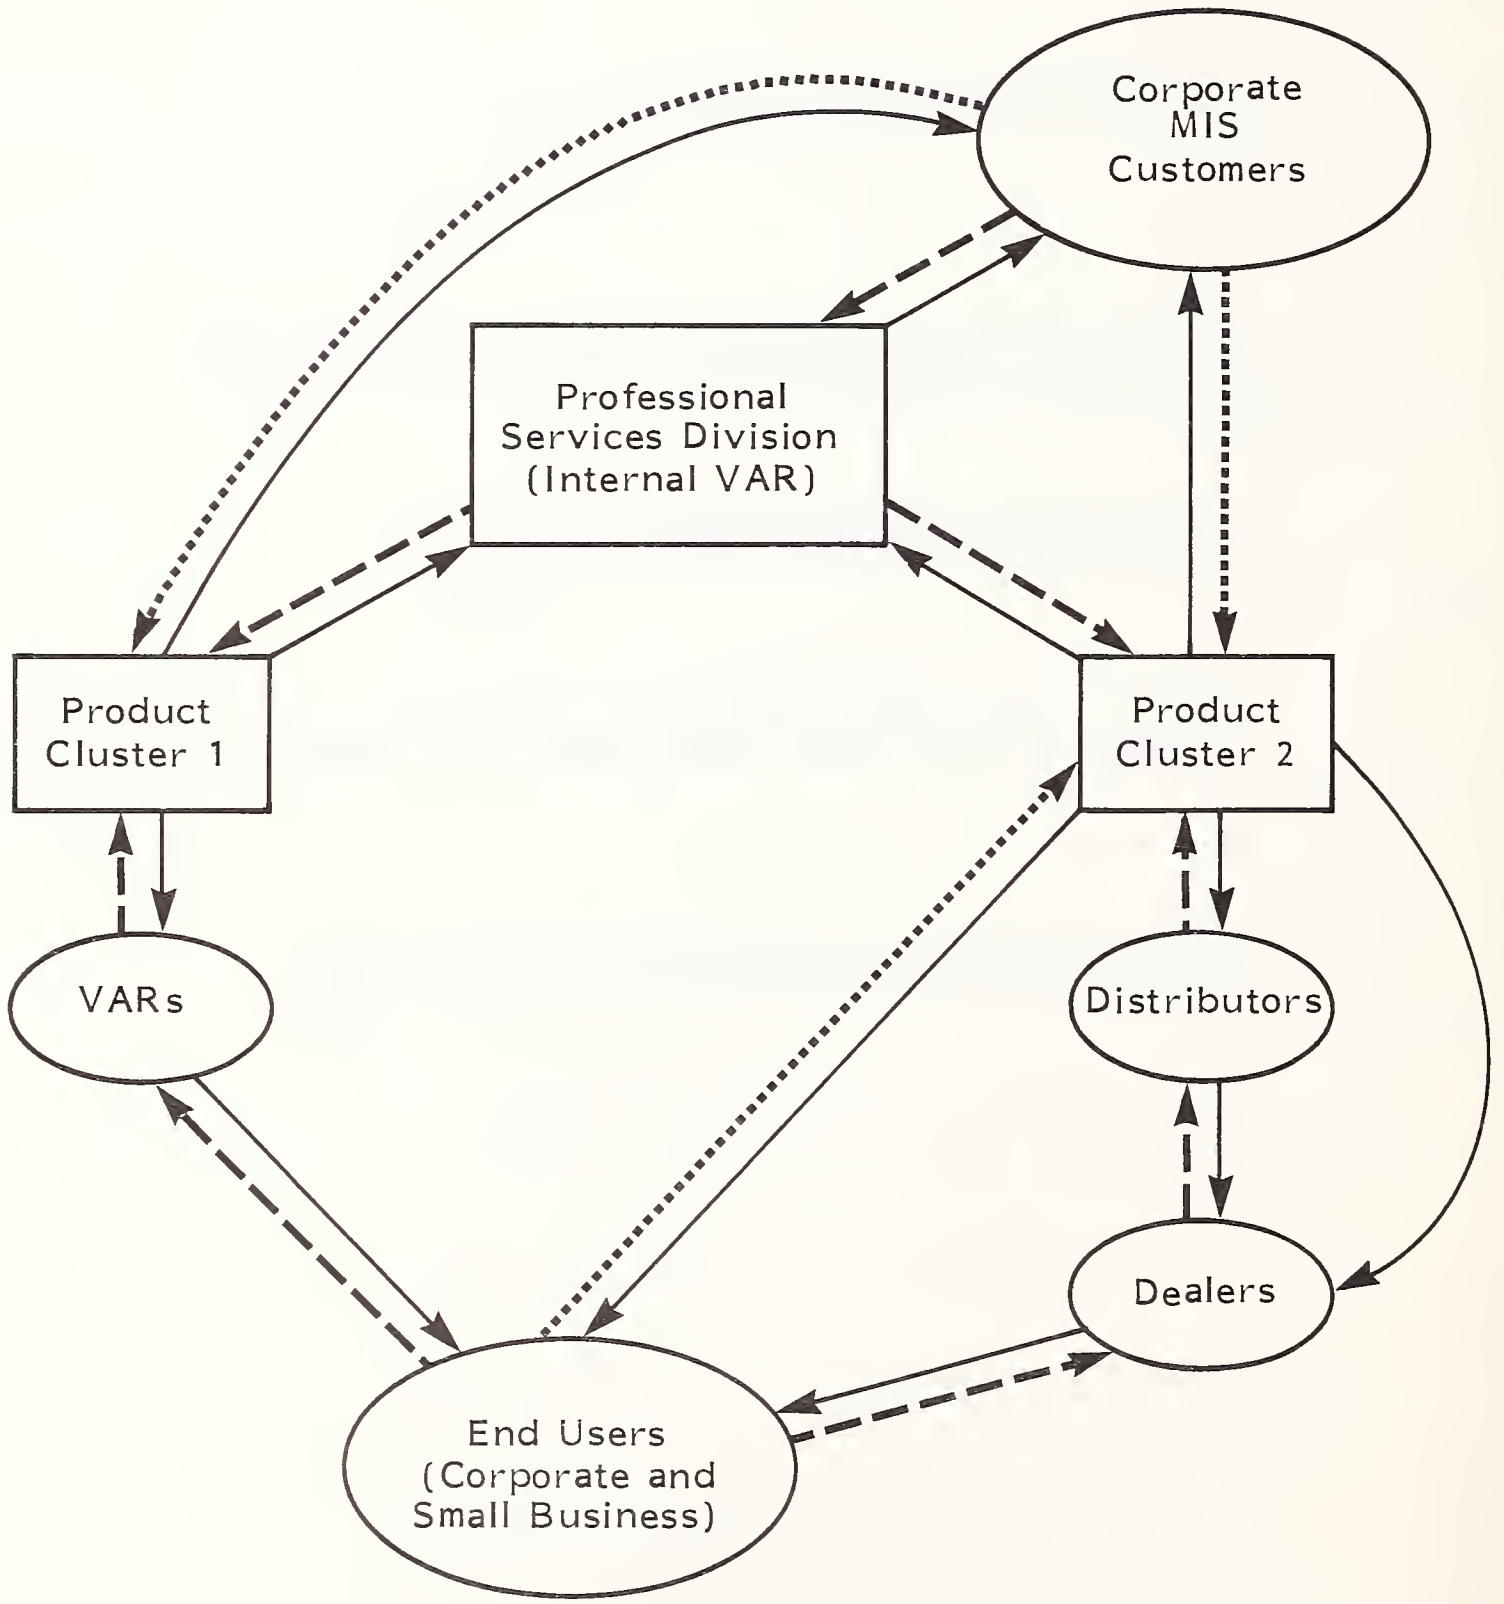 Corporate
MIS
Customers
Professional
Services Division
(Internal VAR)
Product
Cluster 1
Product
Cluster 2
VARs
Distributors
Dealers
End Users
(Corporate and
Small Business)